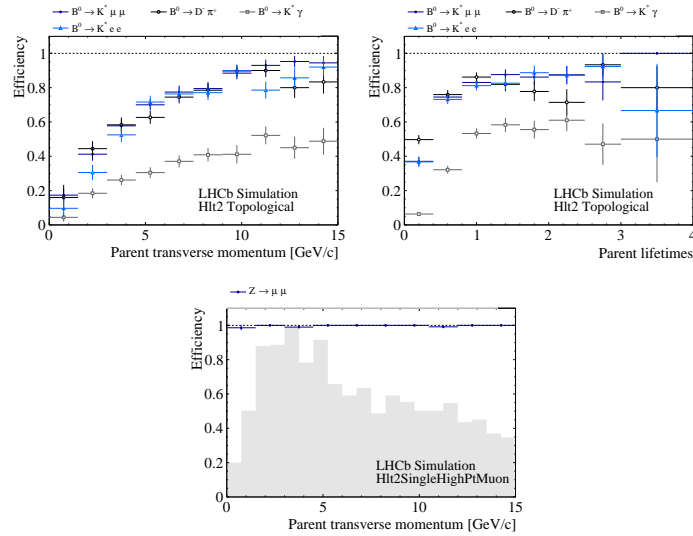 B⁰ → K* μ μ B⁰ → D⁻ π⁺ B⁰ → K* γ
B⁰ → K* e e
Efficiency
1
0.8
0.6
0.4
0.2
0
LHCb Simulation
Hlt2 Topological
0 5 10 15
Parent transverse momentum [GeV/c]
B⁰ → K* μ μ B⁰ → D⁻ π⁺ B⁰ → K* γ
B⁰ → K* e e
Efficiency
1
0.8
0.6
0.4
0.2
0
LHCb Simulation
Hlt2 Topological
0 1 2 3 4
Parent lifetimes
Z → μ μ
Efficiency
1
0.8
0.6
0.4
0.2
0
LHCb Simulation
Hlt2SingleHighPtMuon
0 5 10 15
Parent transverse momentum [GeV/c]